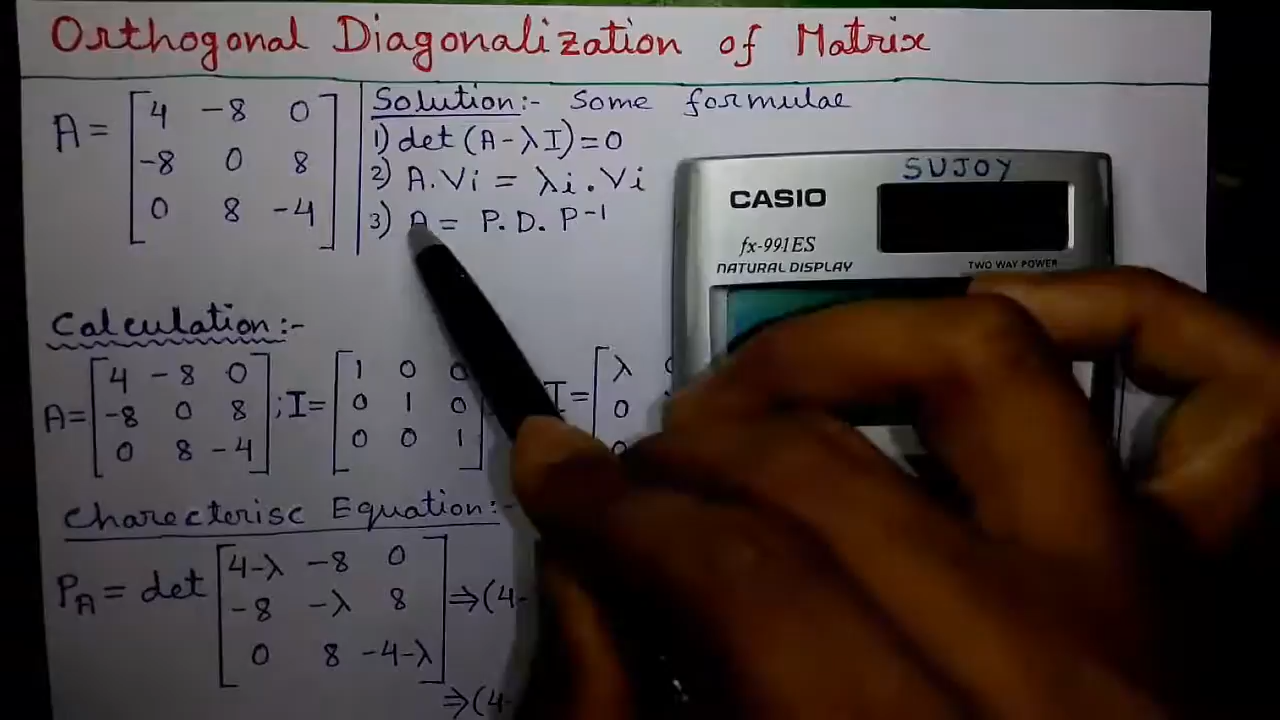 Orthogonal Diagonalization of Matrix
A = [4 -8 0
-8 0 8
0 8 -4]
Solution:- Some formulae
1) det (A-λI)=0
2) A.Vi = λi.Vi
3) A = P.D.P-1
SUJOY
CASIO
fx-991ES
NATURAL DISPLAY
TWO WAY POWER
Calculation:-
A= [4 -8 0
-8 0 8
0 8 -4]
;I= [1 0 0
0 1 0
0 0 1]
I= [λ
0
Charecterisc Equation:-
PA = det [4-λ -8 0
-8 -λ 8
0 8 -4-λ]
⇒(4-
⇒(4-